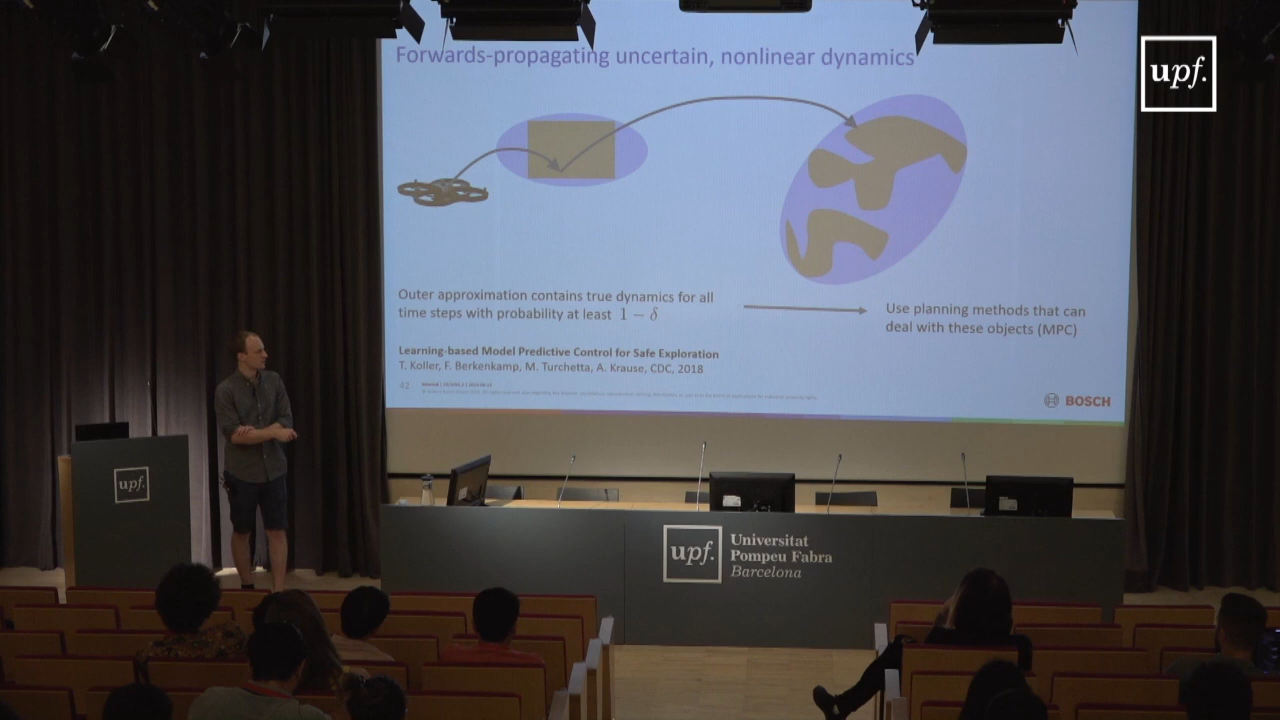 Forwards-propagating uncertain, nonlinear dynamics
upf.
Outer approximation contains true dynamics for all
time steps with probability at least 1 − δ
Use planning methods that can
deal with these objects (MPC)
Learning-based Model Predictive Control for Safe Exploration
T. Koller, F. Berkenkamp, M. Turchetta, A. Krause, CDC, 2018
42
BOSCH
upf.
upf.
Universitat
Pompeu Fabra
Barcelona